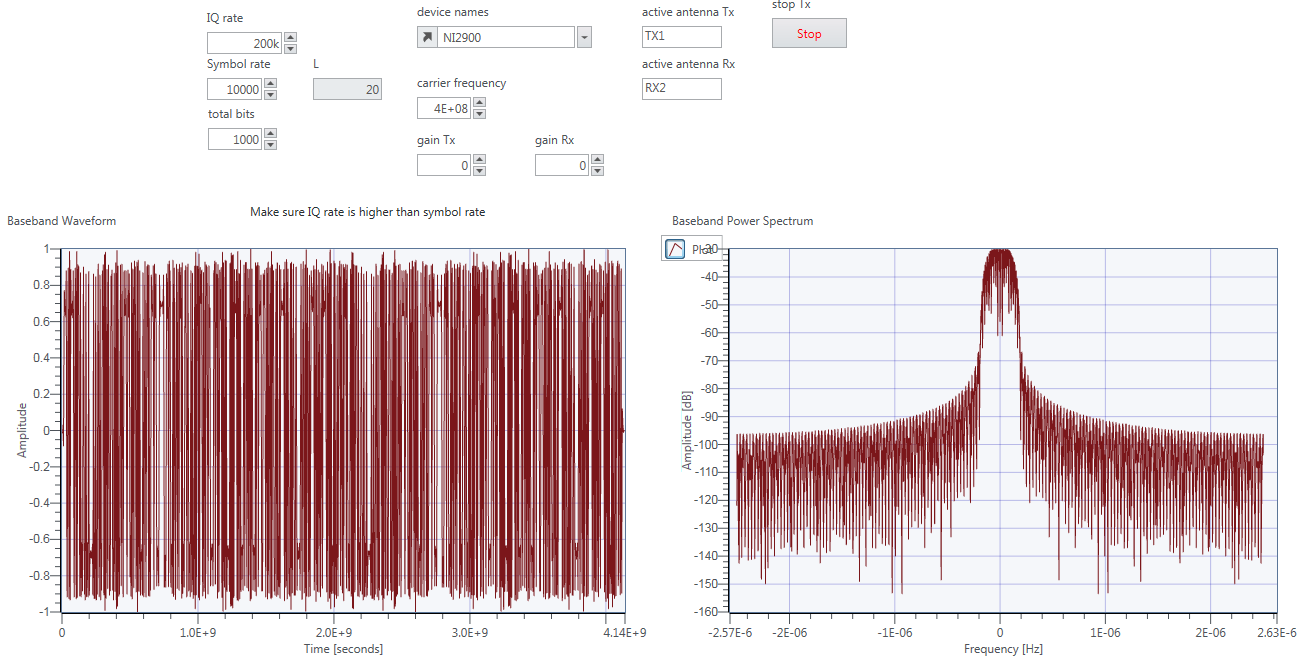 IQ rate
200k
Symbol rate
10000
L
20
total bits
1000
device names
NI2900
carrier frequency
4E+08
gain Tx
0
gain Rx
0
active antenna Tx
TX1
active antenna Rx
RX2
stop Tx
Stop
Make sure IQ rate is higher than symbol rate
Baseband Waveform
Amplitude
1
0.8
0.6
0.4
0.2
0
-0.2
-0.4
-0.6
-0.8
-1
0
1.0E+9
2.0E+9
3.0E+9
4.14E+9
Time [seconds]
Baseband Power Spectrum
Amplitude [dB]
-40
-50
-60
-70
-80
-90
-100
-110
-120
-130
-140
-150
-160
-2.57E-6
-2E-06
-1E-06
0
1E-06
2E-06
2.63E-6
Frequency [Hz]